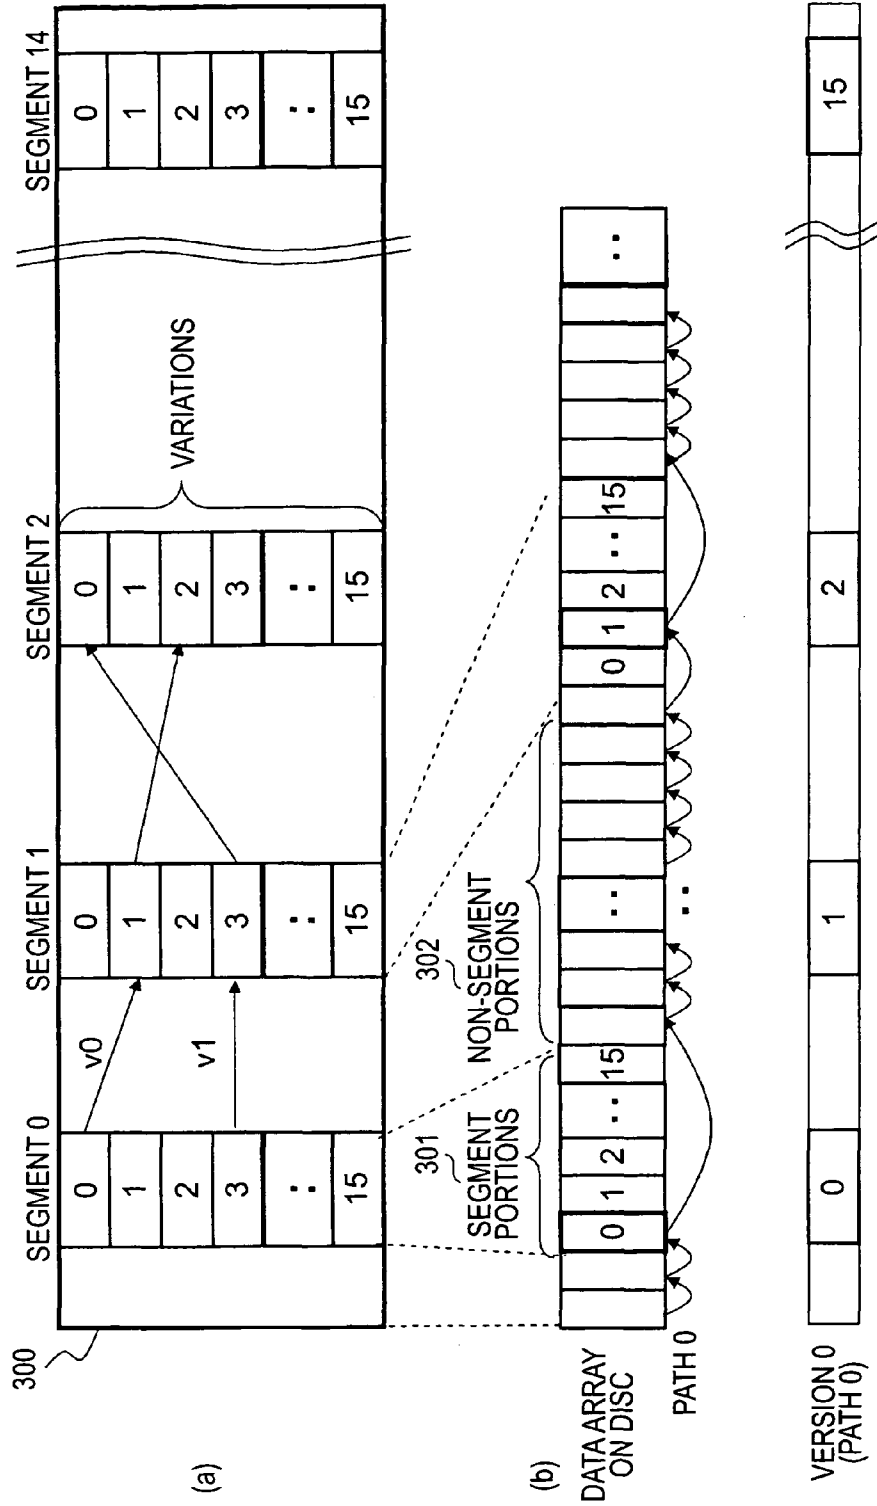 300
(a)
SEGMENT 0
SEGMENT 1
SEGMENT 2
SEGMENT 14
0
1
2
3
:
15
v0
v1
0
1
2
3
:
15
0
1
2
3
:
15
VARIATIONS
0
1
2
3
:
15
(b)
301
SEGMENT
PORTIONS
302
NON-SEGMENT
PORTIONS
DATA ARRAY
ON DISC
0 1 2 : 15 : 0 1 2 : 15 :
PATH 0
:
VERSION 0
(PATH 0)
0 1 2 15